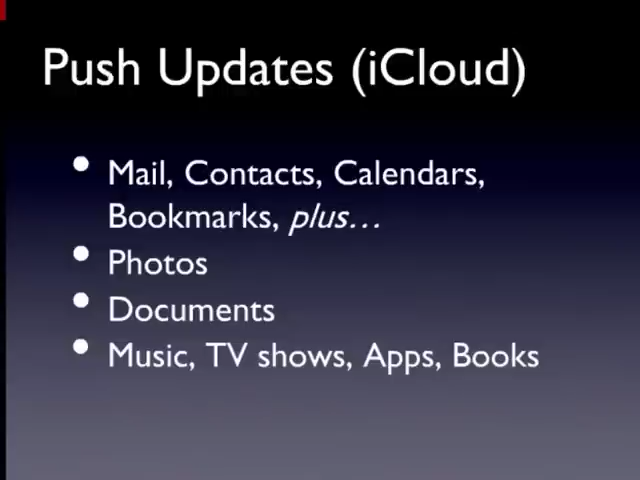 Push Updates (iCloud)
• Mail, Contacts, Calendars,
Bookmarks, plus…
• Photos
• Documents
• Music, TV shows, Apps, Books